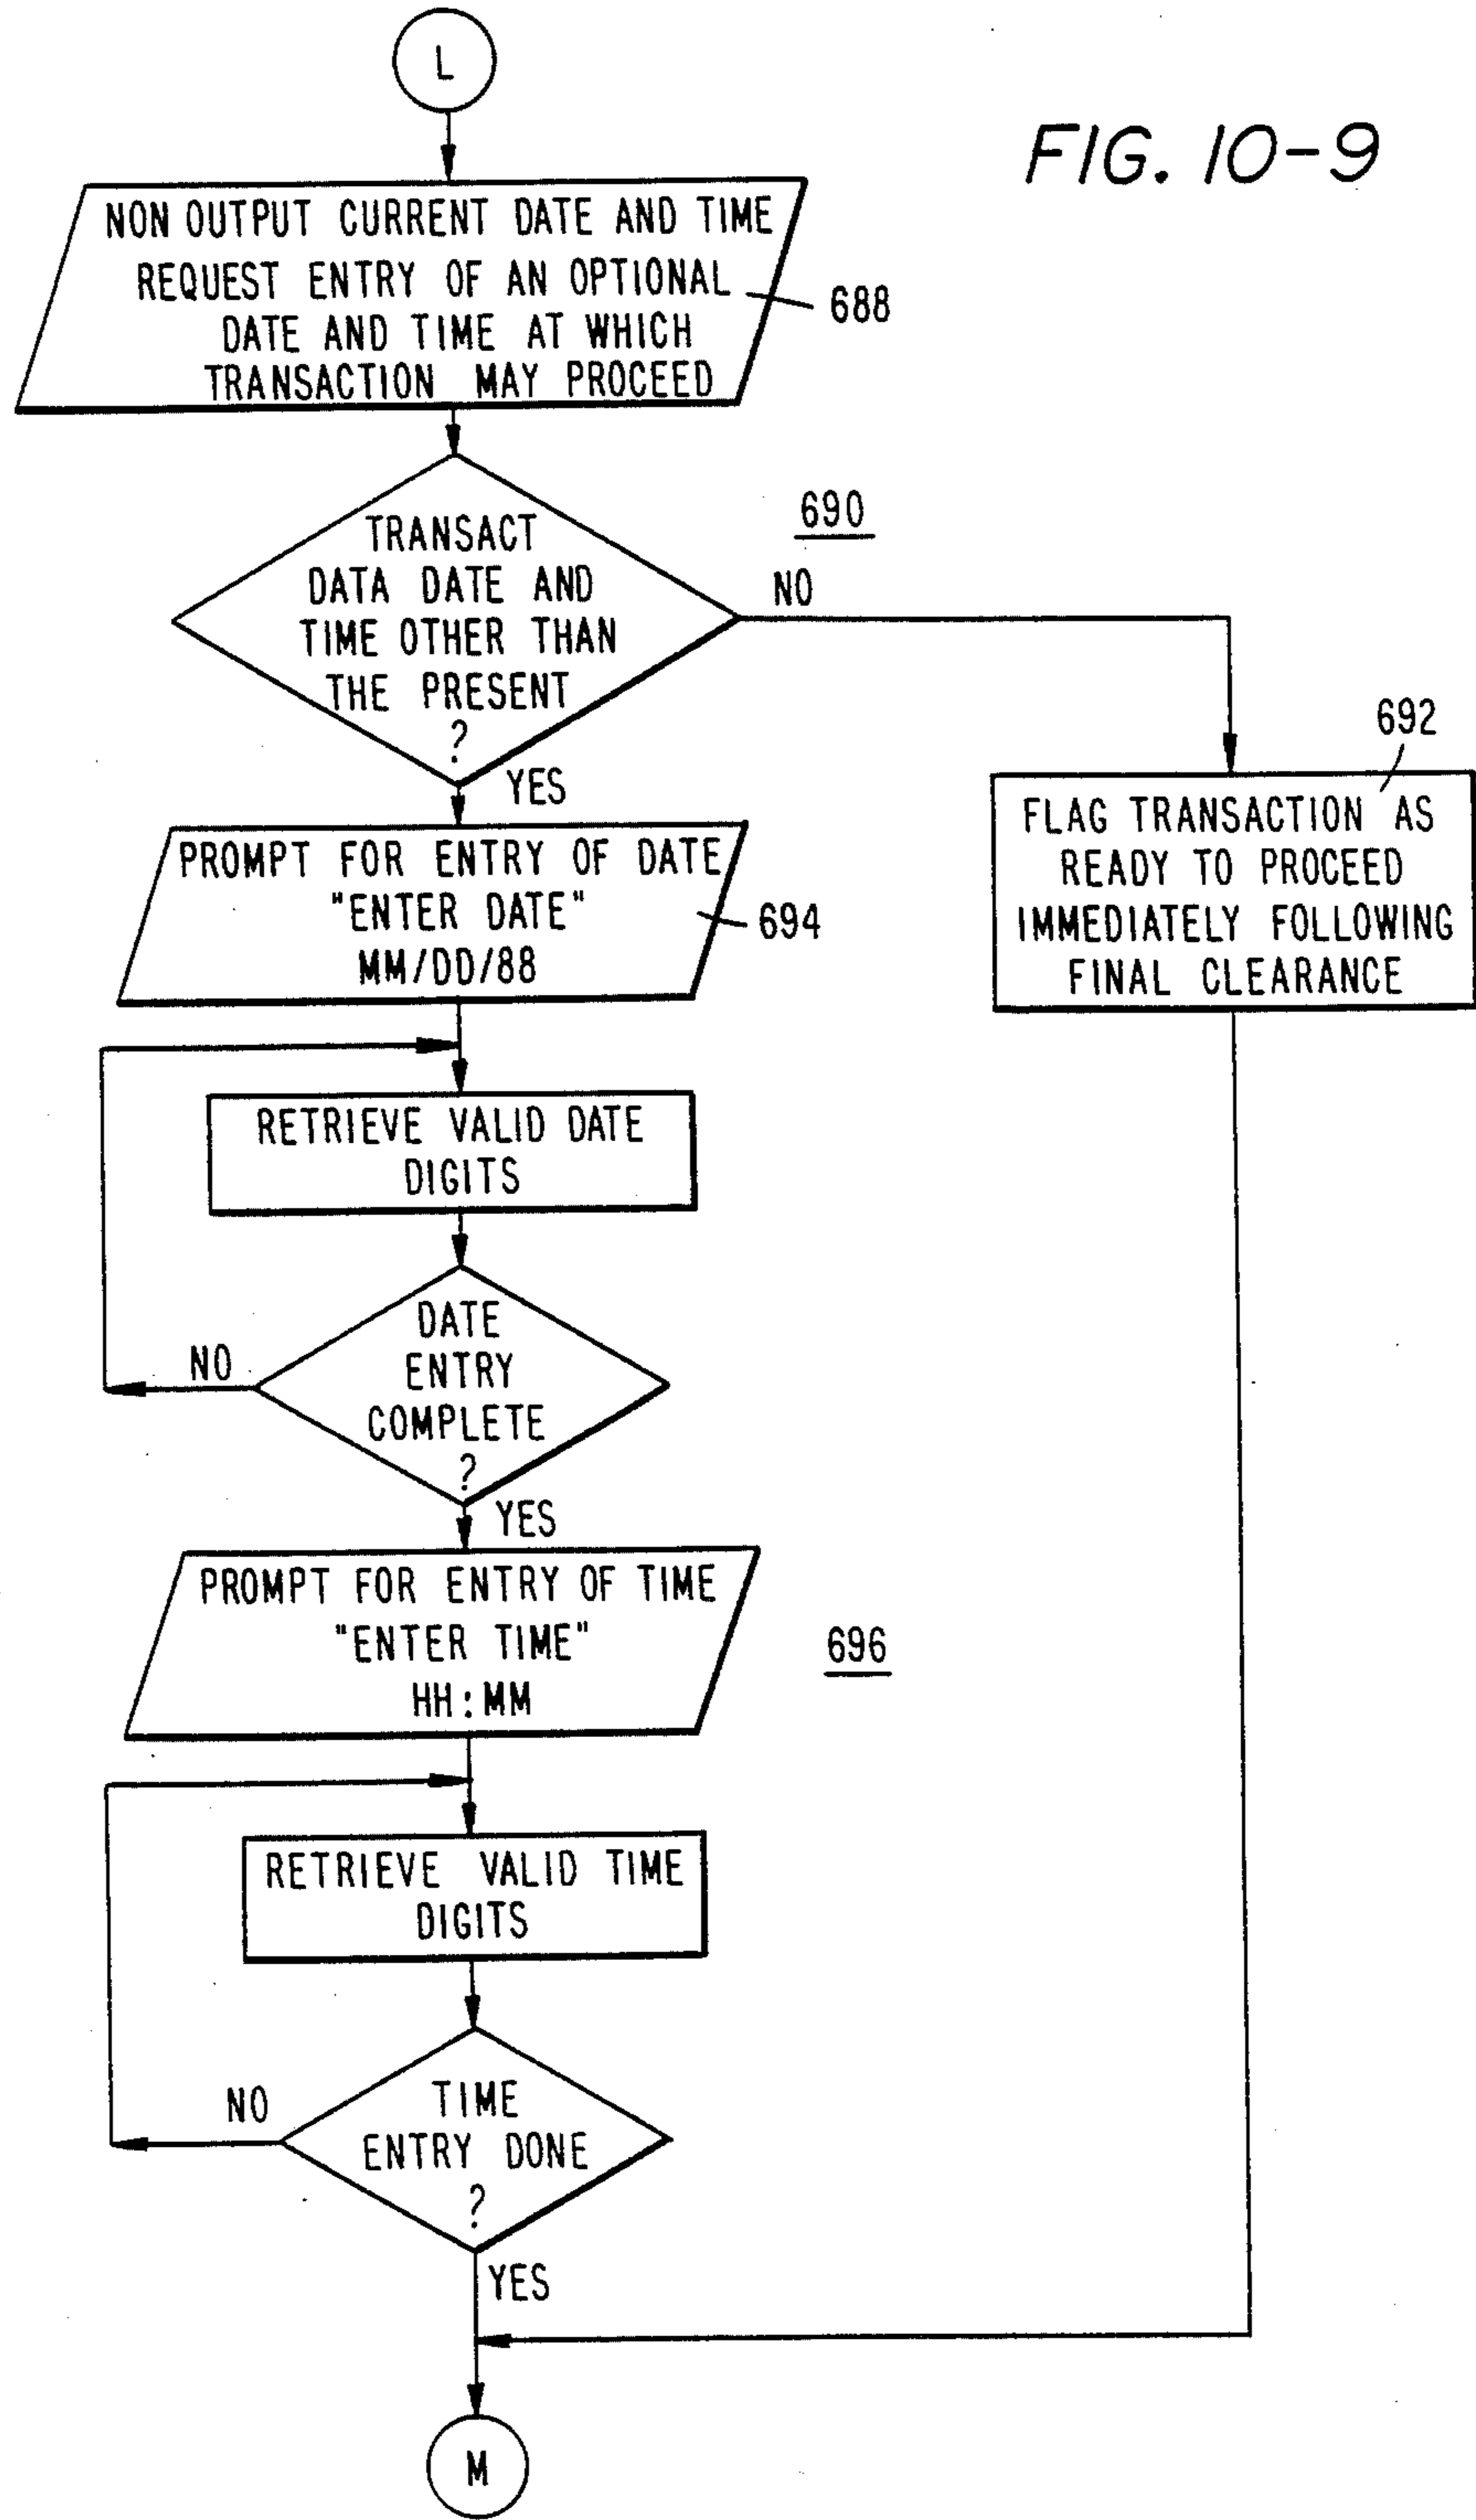 L
FIG. 10-9
NON OUTPUT CURRENT DATE AND TIME
REQUEST ENTRY OF AN OPTIONAL
DATE AND TIME AT WHICH
TRANSACTION MAY PROCEED
688
TRANSACT
DATA DATE AND
TIME OTHER THAN
THE PRESENT
?
690
NO
YES
692
FLAG TRANSACTION AS
READY TO PROCEED
IMMEDIATELY FOLLOWING
FINAL CLEARANCE
PROMPT FOR ENTRY OF DATE
"ENTER DATE"
MM/DD/88
694
RETRIEVE VALID DATE
DIGITS
DATE
ENTRY
COMPLETE
?
NO
YES
PROMPT FOR ENTRY OF TIME
"ENTER TIME"
HH:MM
696
RETRIEVE VALID TIME
DIGITS
TIME
ENTRY DONE
?
NO
YES
M